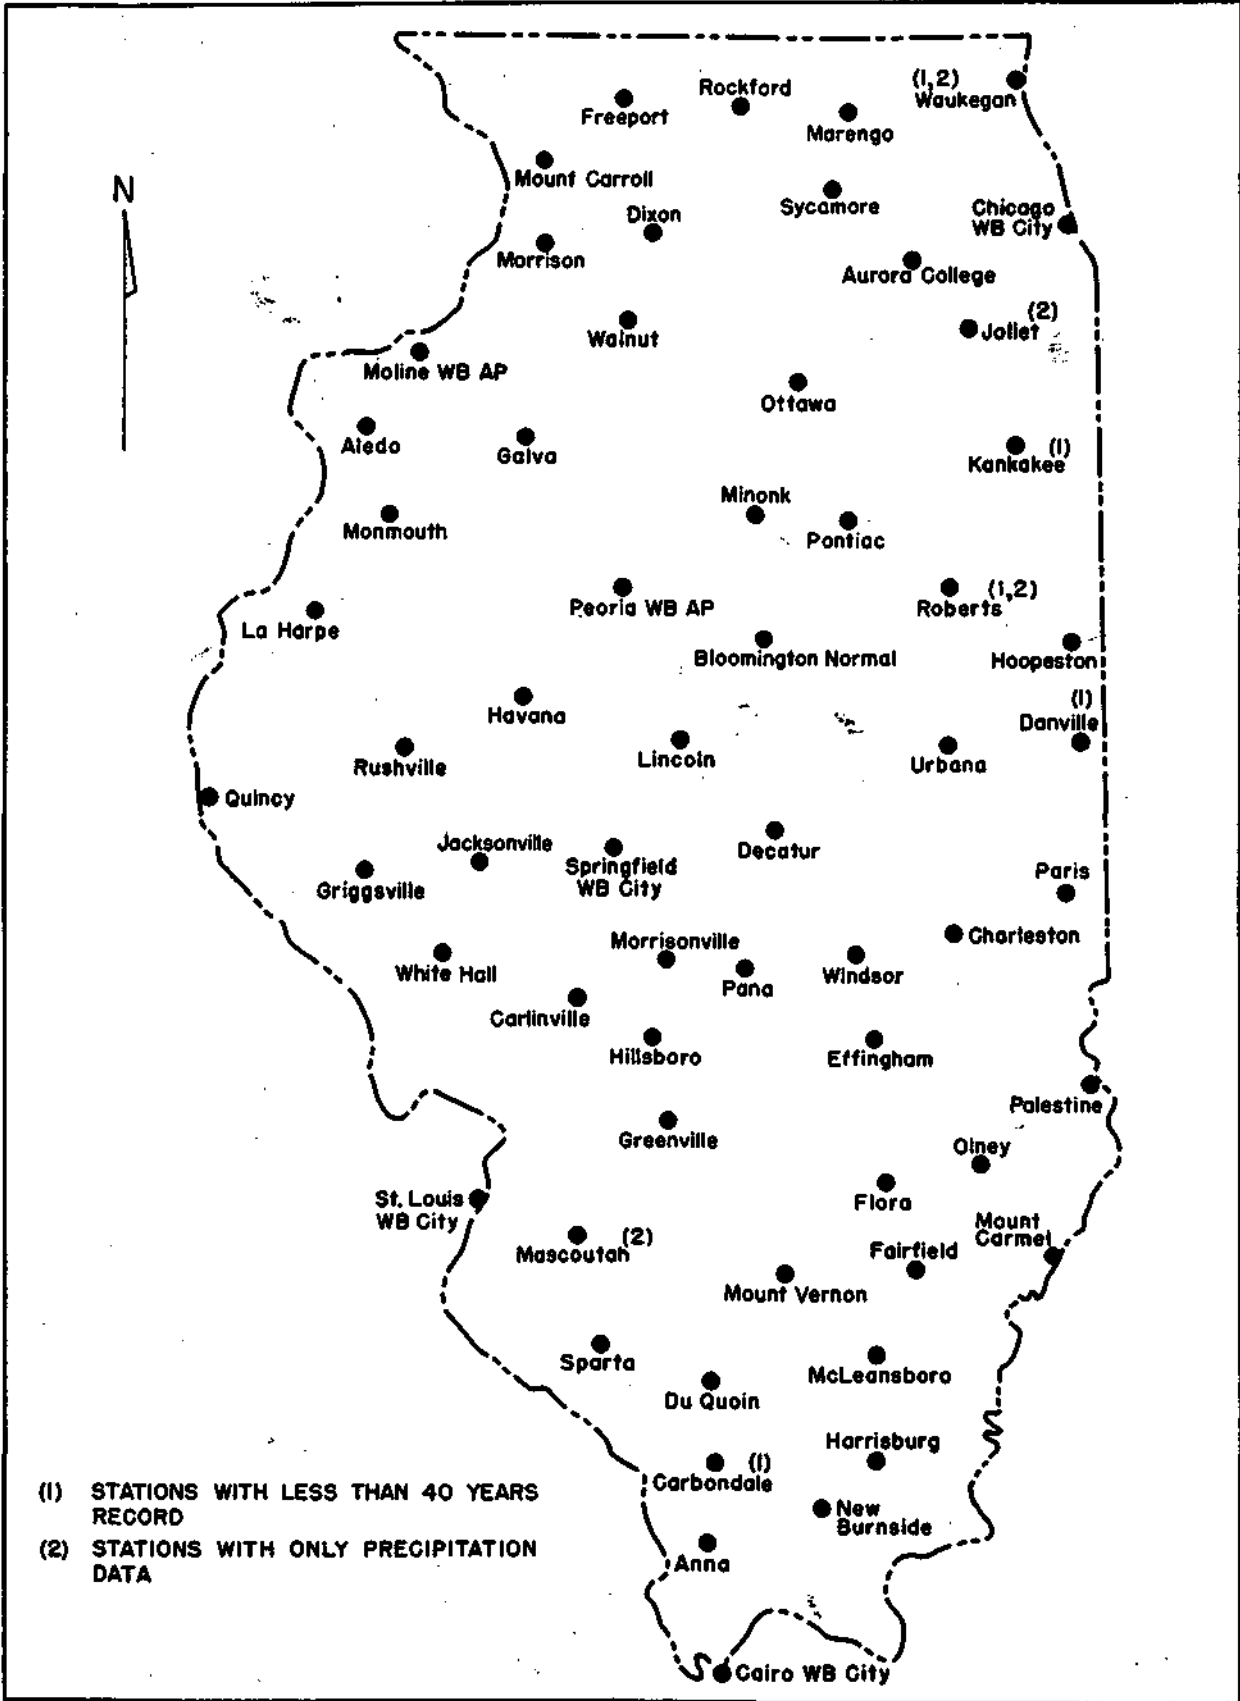 (1,2)
Waukegan
Rockford
Freeport
Marengo
Mount Carroll
N
Sycamore
Dixon
Chicago
WB City
Morrison
Aurora College
(2)
Joliet
Walnut
Moline WB AP
Ottawa
Aledo
Galva
Kankakee (1)
Minonk
Monmouth
Pontiac
Peoria WB AP
Roberts (1,2)
La Harpe
Bloomington Normal
Hoopeston
(1)
Danville
Havana
Lincoln
Urbana
Rushville
Quincy
Jacksonville
Decatur
Springfield
WB City
Paris
Griggsville
Charleston
Morrisonville
White Hall
Windsor
Pana
Carlinville
Hillsboro
Effingham
Palestine
Greenville
Olney
St. Louis
WB City
Flora
Mount
Carmel
Mascoutah (2)
Fairfield
Mount Vernon
Sparta
McLeansboro
Du Quoin
Harrisburg
Carbondale (1)
New
Burnside
Anna
Cairo WB City
(1) STATIONS WITH LESS THAN 40 YEARS
RECORD
(2) STATIONS WITH ONLY PRECIPITATION
DATA